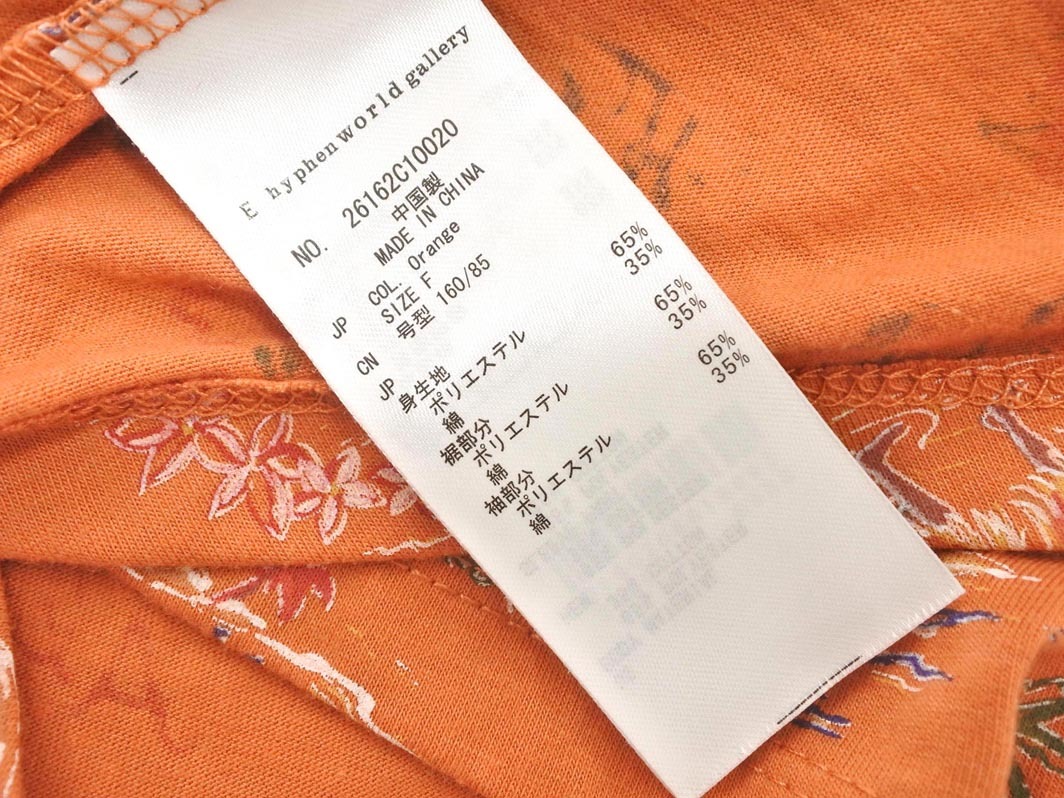 E hyphen world gallery
NO. 26162C10020
中国製
MADE IN CHINA
COL. Orange
JP SIZE F
CN 号型 160/85
JP 身生地
ポリエステル 65%
綿 35%
裾部分
ポリエステル 65%
綿 35%
袖部分
ポリエステル 65%
綿 35%